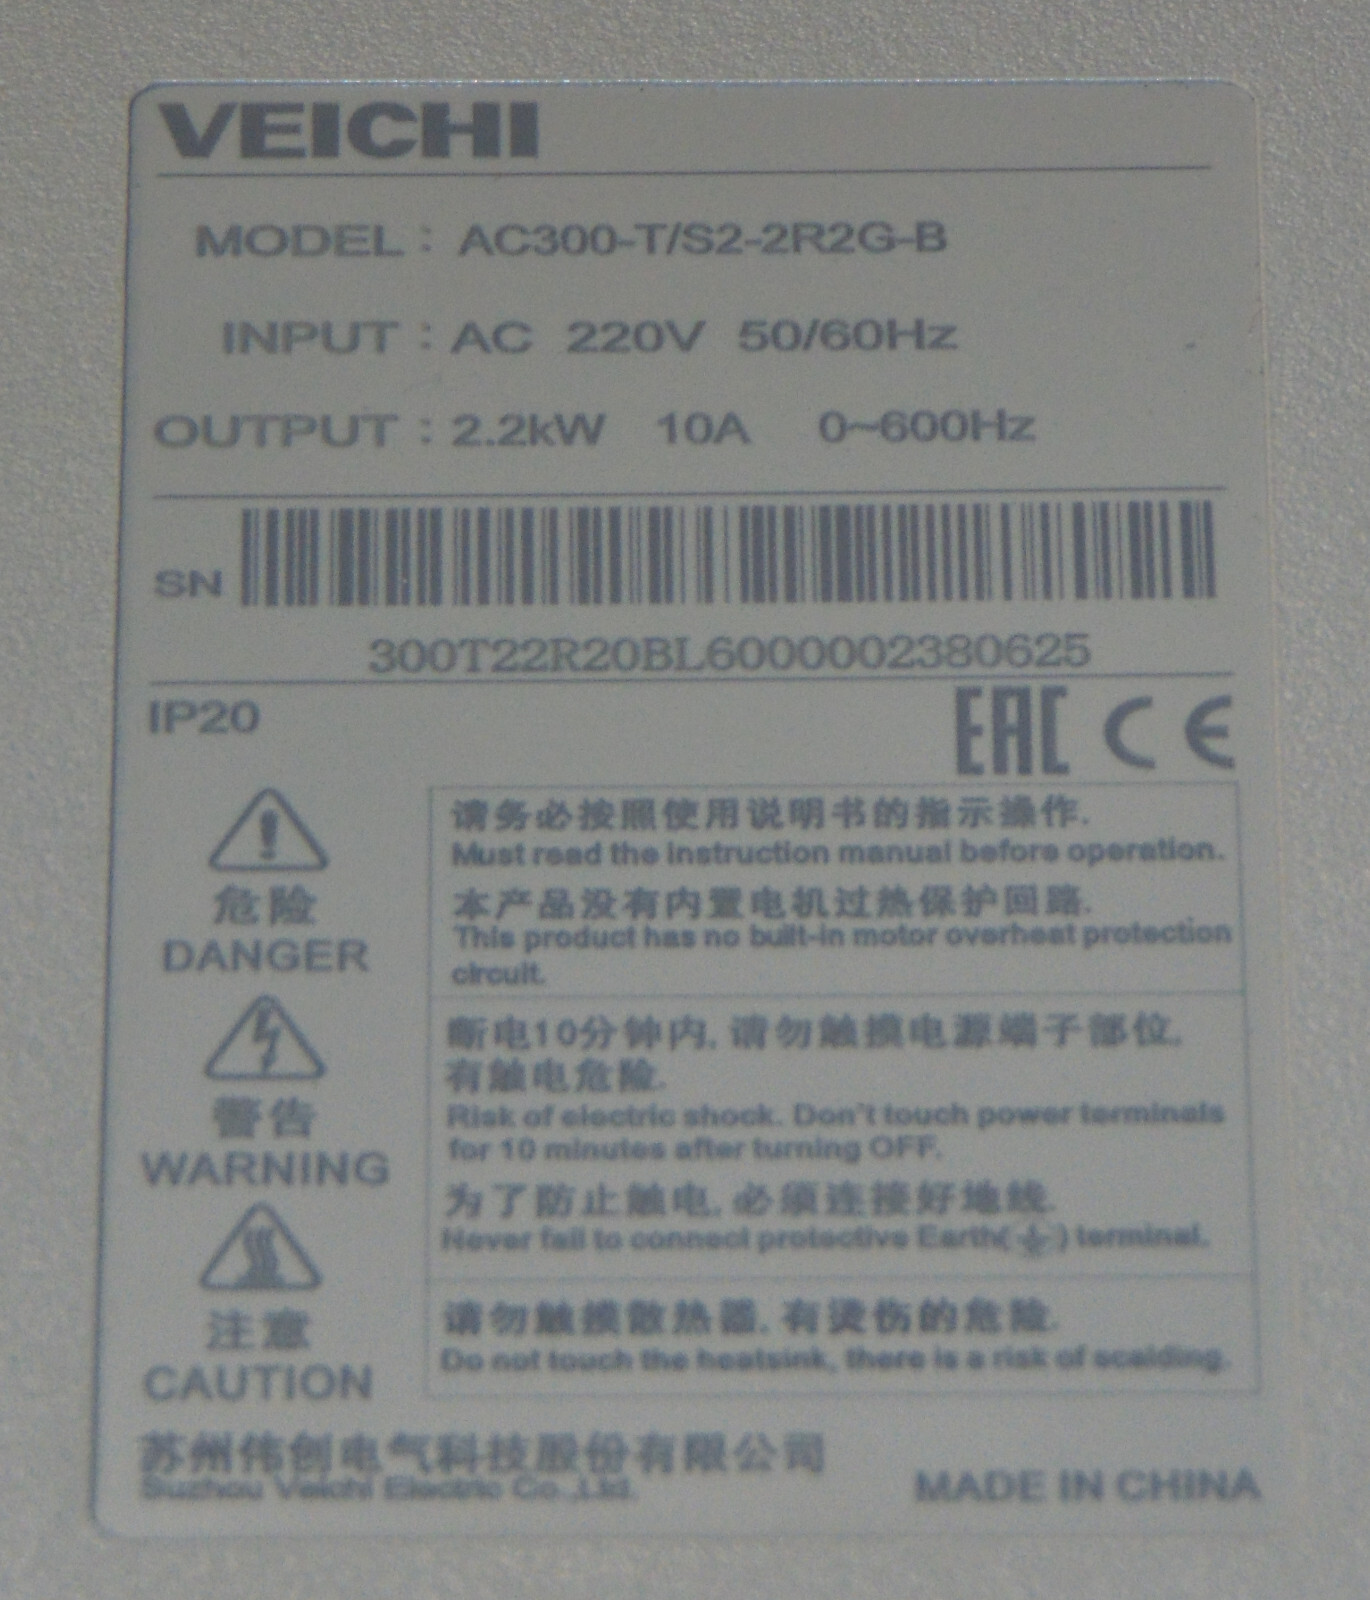 VEICHI
MODEL : AC300-T/S2-2R2G-B
INPUT : AC 220V 50/60Hz
OUTPUT : 2.2kW 10A 0~600Hz
SN
300T22R20BL6000002380625
IP20
EAC CE
危险
DANGER
请务必按照使用说明书的指示操作.
Must read the instruction manual before operation.
本产品没有内置电机过热保护回路.
This product has no built-in motor overheat protection
circuit.
警告
WARNING
断电10分钟内, 请勿触摸电源端子部位,
有触电危险.
Risk of electric shock. Don't touch power terminals
for 10 minutes after turning OFF.
为了防止触电, 必须连接好地线.
Never fail to connect protective Earth(⏚) terminal.
注意
CAUTION
请勿触摸散热器, 有烫伤的危险.
Do not touch the heatsink, there is a risk of scalding.
苏州伟创电气科技股份有限公司
Suzhou Veichi Electric Co.,Ltd.
MADE IN CHINA